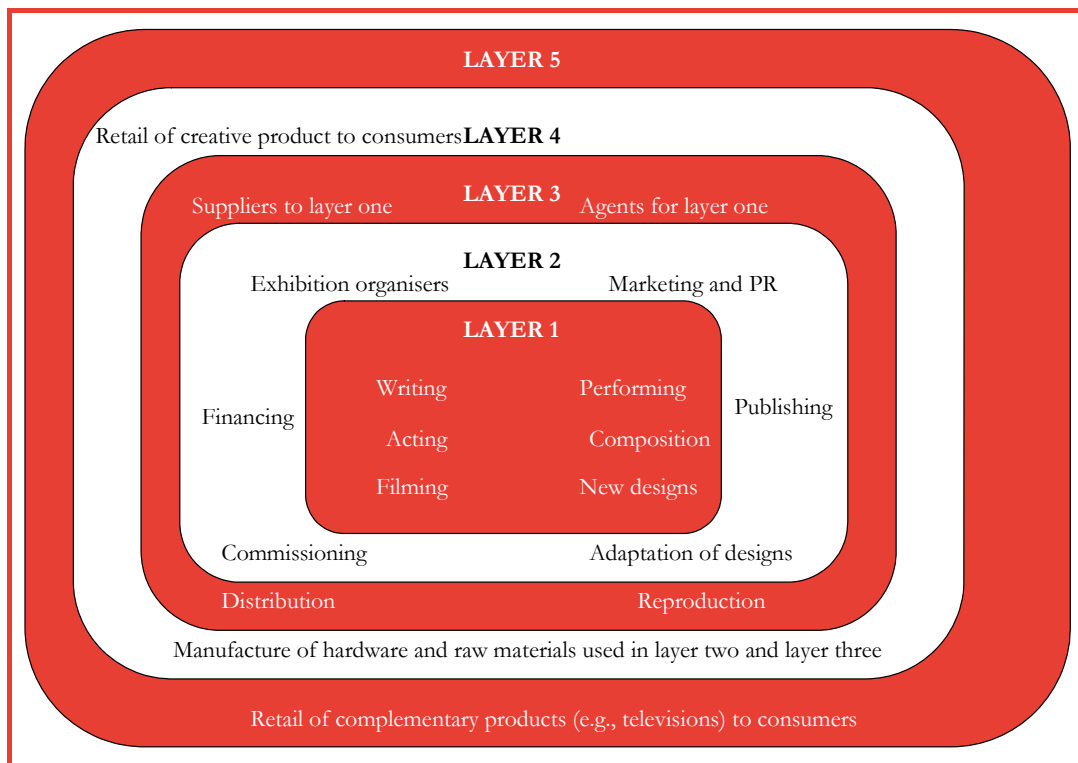 LAYER 5
Retail of creative product to consumers LAYER 4
LAYER 3
Suppliers to layer one Agents for layer one
LAYER 2
Exhibition organisers Marketing and PR
LAYER 1
Writing Performing
Financing Publishing
Acting Composition
Filming New designs
Commissioning Adaptation of designs
Distribution Reproduction
Manufacture of hardware and raw materials used in layer two and layer three
Retail of complementary products (e.g., televisions) to consumers